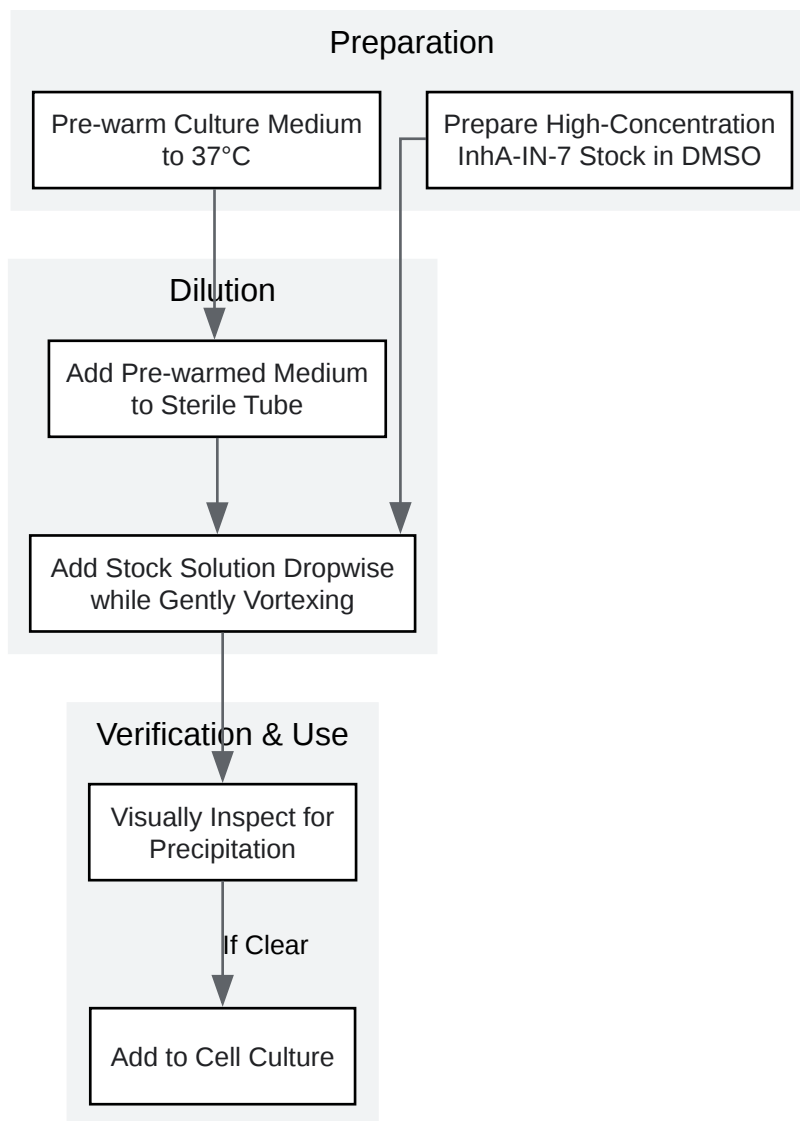 Preparation
Pre-warm Culture Medium
to 37°C
Prepare High-Concentration
InhA-IN-7 Stock in DMSO
Dilution
Add Pre-warmed Medium
to Sterile Tube
Add Stock Solution Dropwise
while Gently Vortexing
Verification & Use
Visually Inspect for
Precipitation
If Clear
Add to Cell Culture